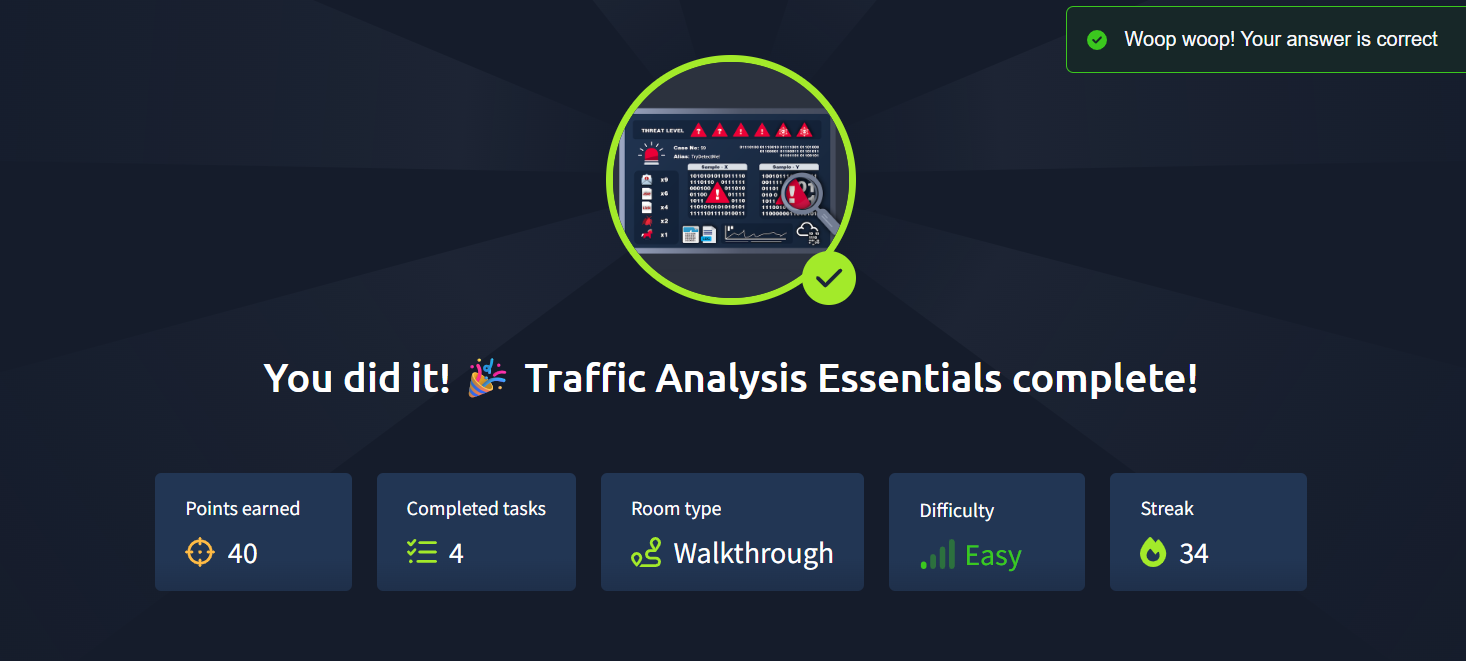 Woop woop! Your answer is correct
THREAT LEVEL
Case No: 10
Alias: TryDetectMe!
Sample - X
Sample - Y
x9
x6
x4
x2
x1
You did it! 🎉 Traffic Analysis Essentials complete!
Points earned
40
Completed tasks
4
Room type
Walkthrough
Difficulty
Easy
Streak
34